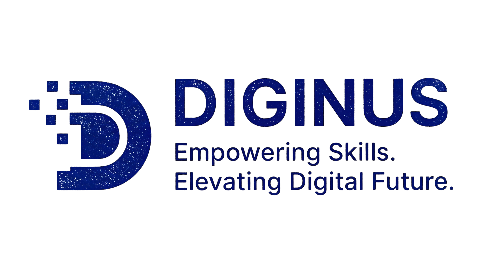 DIGINUS
Empowering Skills.
Elevating Digital Future.